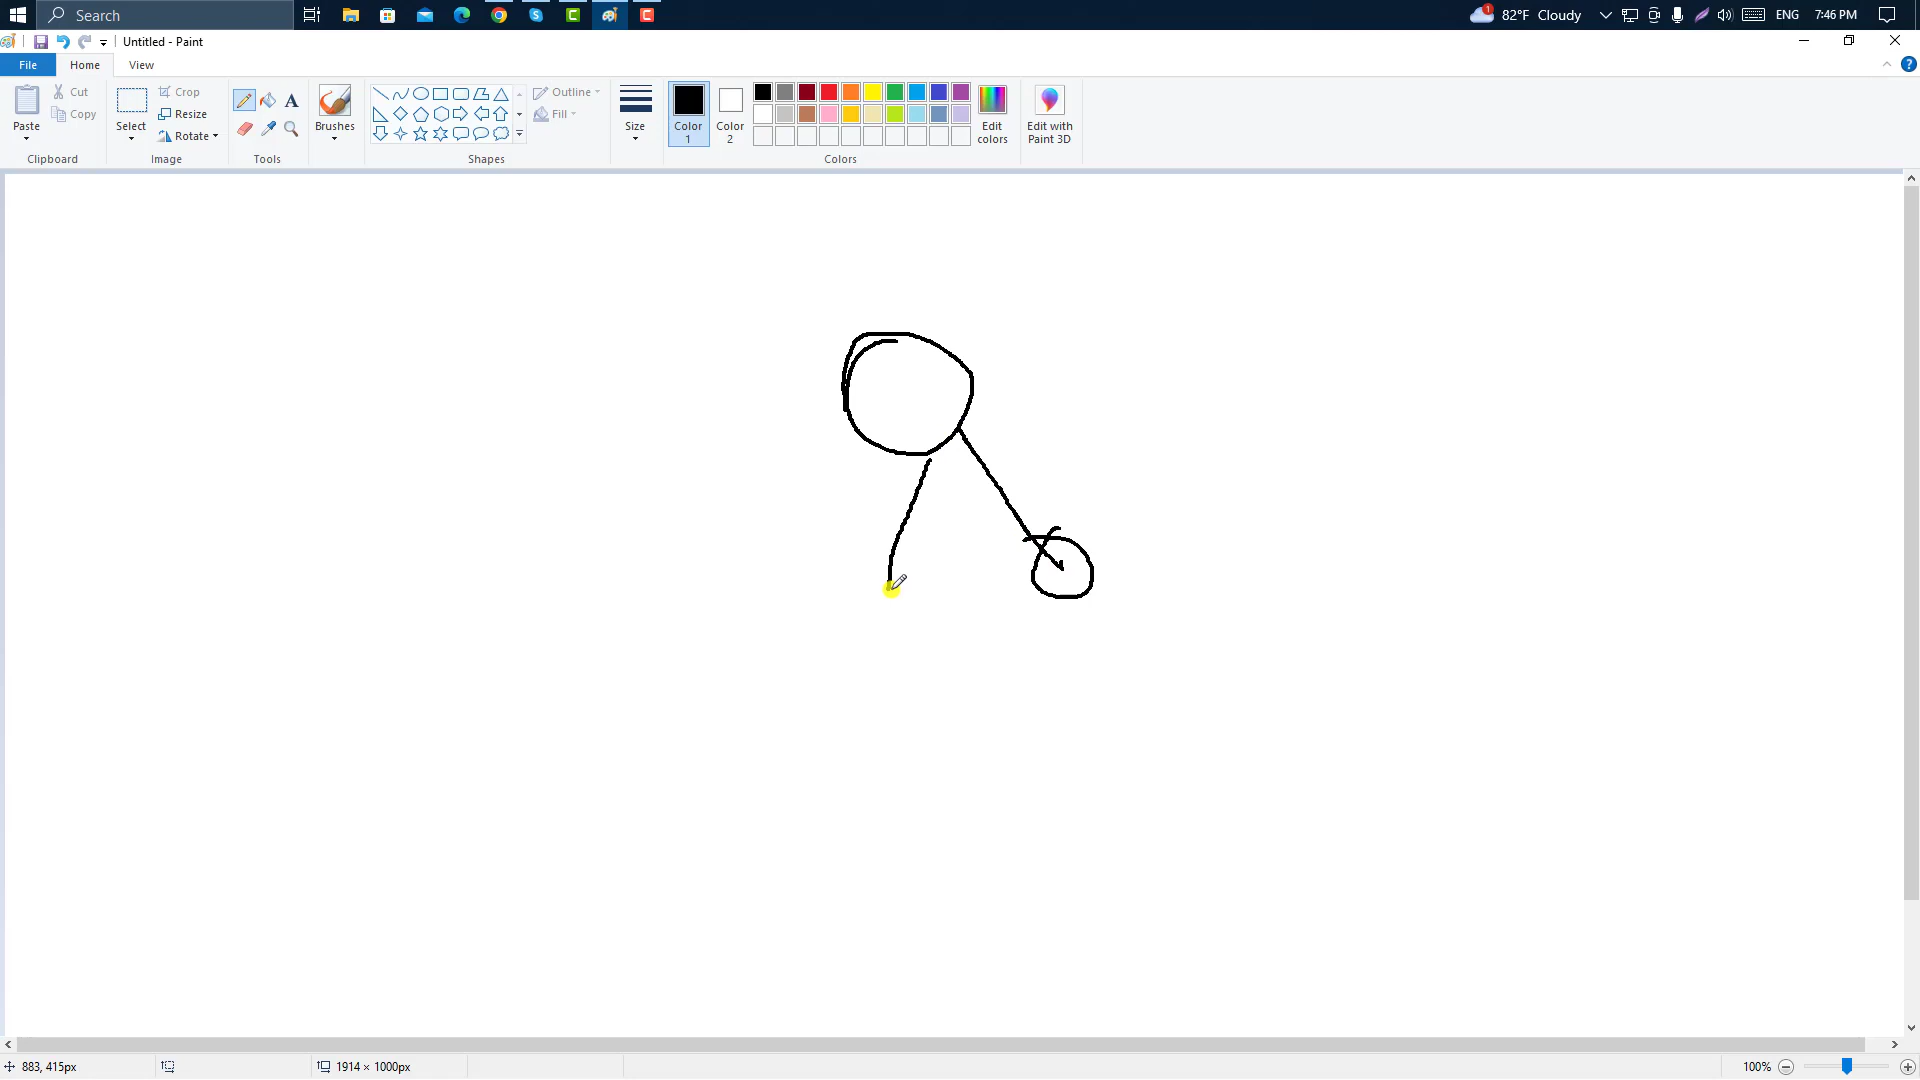 Search
82°F Cloudy
ENG
7:46 PM
Untitled - Paint
File
Home
View
Paste
Cut
Copy
Clipboard
Select
Crop
Resize
Rotate
Image
A
Tools
Brushes
Shapes
Outline
Fill
Size
Color
1
Color
2
Colors
Edit
colors
Edit with
Paint 3D
883, 415px
1914 × 1000px
100%